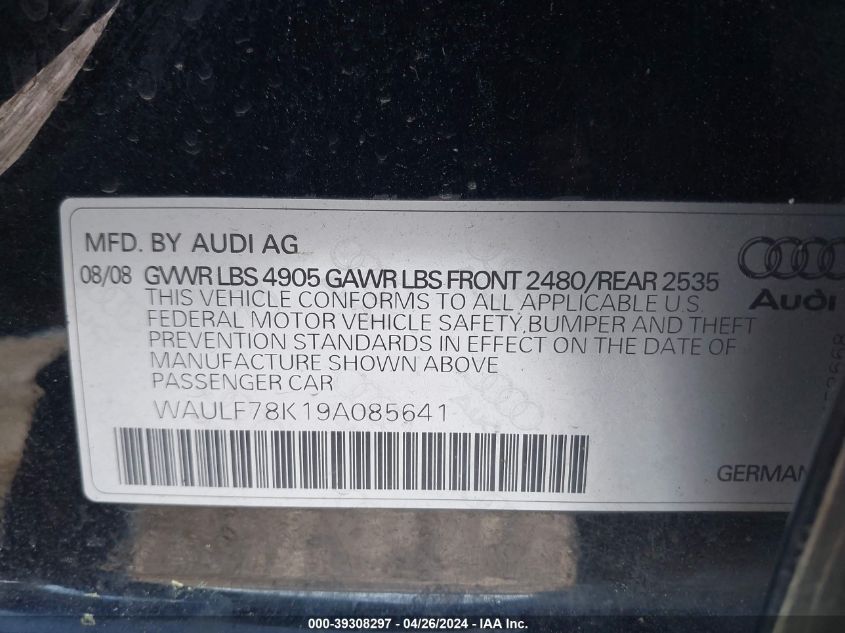 MFD. BY AUDI AG
08/08 GVWR LBS 4905 GAWR LBS FRONT 2480/REAR 2535
THIS VEHICLE CONFORMS TO ALL APPLICABLE U.S.
FEDERAL MOTOR VEHICLE SAFETY, BUMPER AND THEFT
PREVENTION STANDARDS IN EFFECT ON THE DATE OF
MANUFACTURE SHOWN ABOVE
PASSENGER CAR
WAULF78K19A085641
Audi
GERMAN
000-39308297 - 04/26/2024 - IAA Inc.